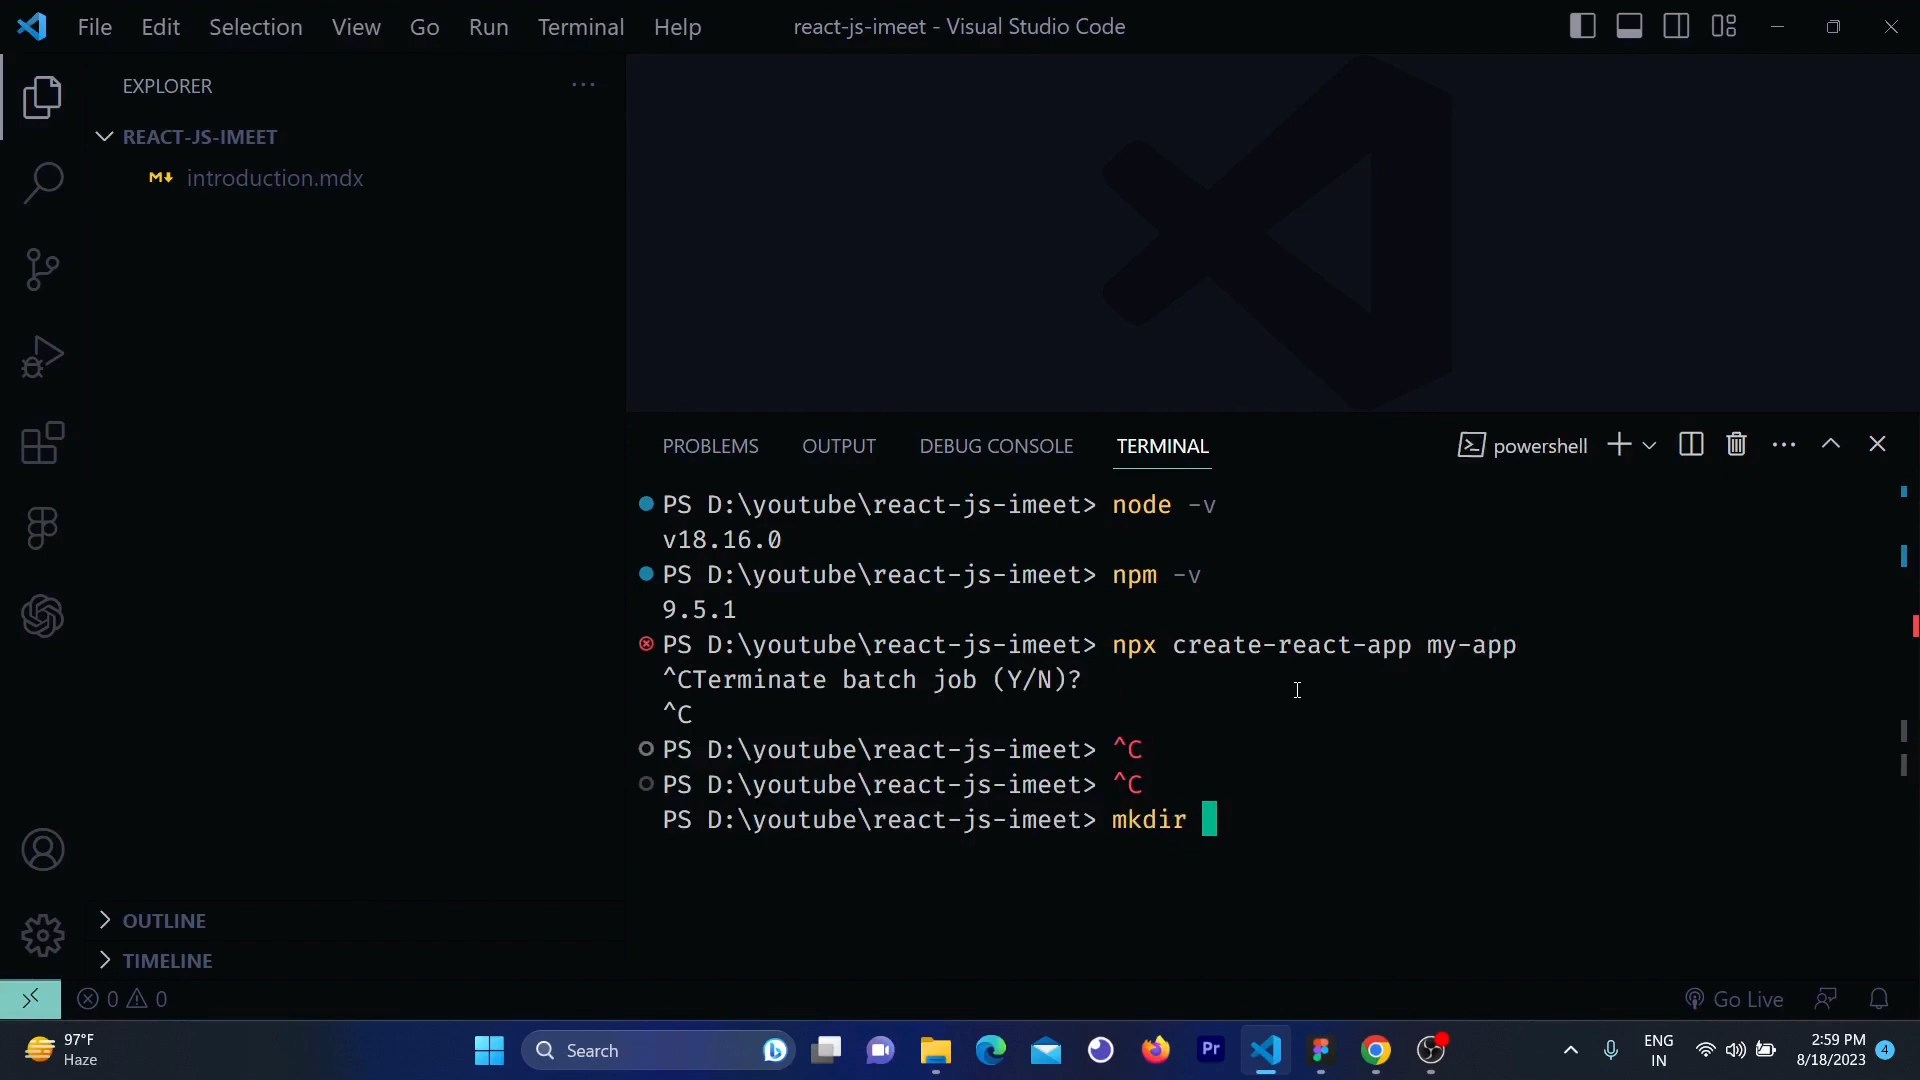 File Edit Selection View Go Run Terminal Help
react-js-imeet - Visual Studio Code
EXPLORER
REACT-JS-IMEET
introduction.mdx
PROBLEMS OUTPUT DEBUG CONSOLE TERMINAL
powershell
PS D:\youtube\react-js-imeet> node -v
v18.16.0
PS D:\youtube\react-js-imeet> npm -v
9.5.1
PS D:\youtube\react-js-imeet> npx create-react-app my-app
^CTerminate batch job (Y/N)?
^C
PS D:\youtube\react-js-imeet> ^C
PS D:\youtube\react-js-imeet> ^C
PS D:\youtube\react-js-imeet> mkdir
OUTLINE
TIMELINE
0 0
Go Live
97°F
Haze
Search
Pr
ENG
IN
2:59 PM
8/18/2023
4